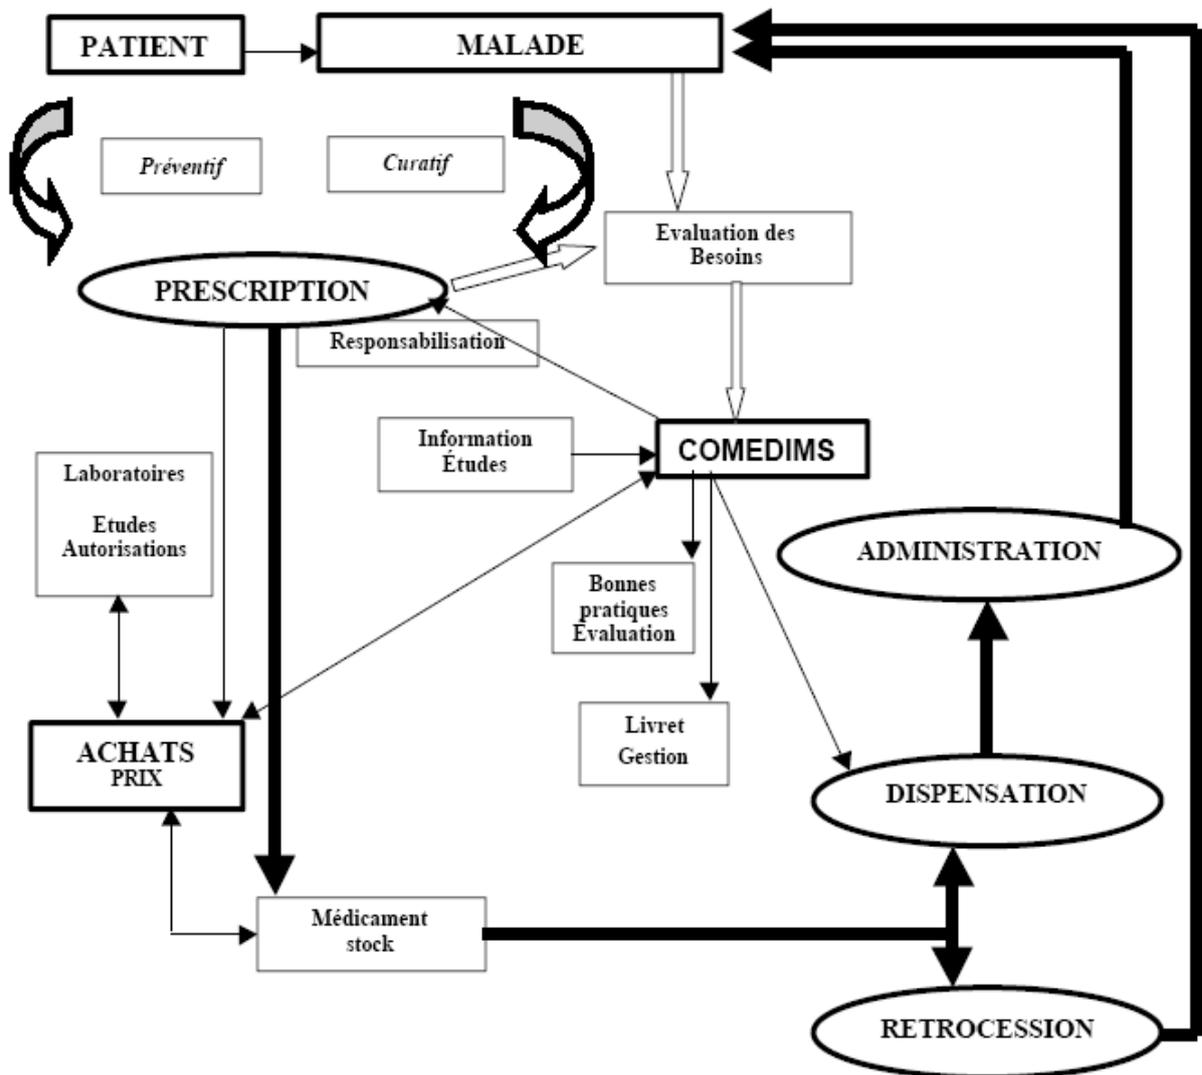 PATIENT
MALADE
Préventif
Curatif
Evaluation des
Besoins
PRESCRIPTION
Responsabilisation
Information
Études
COMEDIMS
Laboratoires
Etudes
Autorisations
ADMINISTRATION
Bonnes
pratiques
Évaluation
ACHATS
PRIX
Livret
Gestion
DISPENSATION
Médicament
stock
RETROCESSION